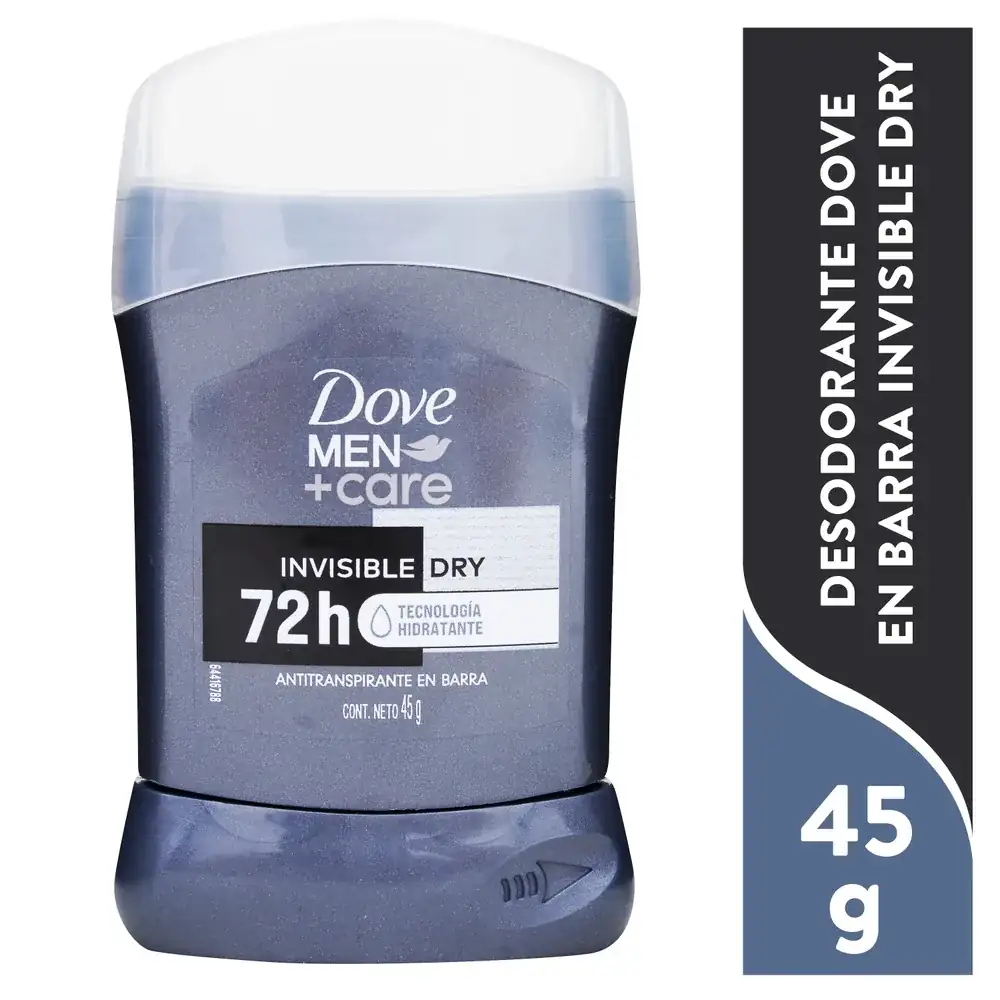 Dove
MEN
+care
INVISIBLE DRY
72h
TECNOLOGÍA
HIDRATANTE
ANTITRANSPIRANTE EN BARRA
CONT. NETO 45 g
64416788
DESODORANTE DOVE
EN BARRA INVISIBLE DRY
45
g